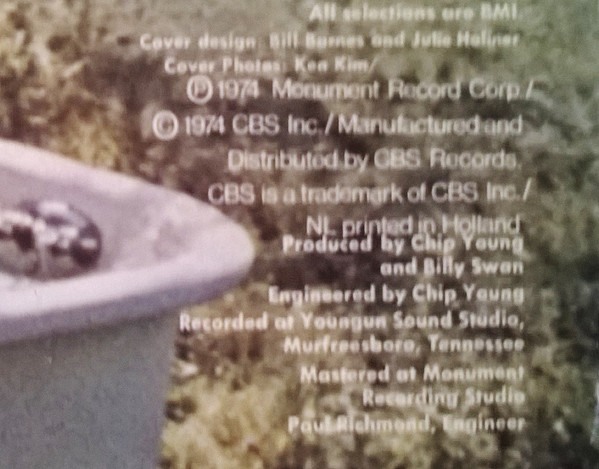 All selections are BMI.
Cover design: Bill Barnes and Julie Holiner
Cover Photos: Ken Kim/
Ⓟ 1974 Monument Record Corp./
© 1974 CBS Inc./Manufactured and
Distributed by CBS Records.
CBS is a trademark of CBS Inc./
NL printed in Holland
Produced by Chip Young
and Billy Swan
Engineered by Chip Young
Recorded at Youngun Sound Studio,
Murfreesboro, Tennessee
Mastered at Monument
Recording Studio
Paul Richmond, Engineer